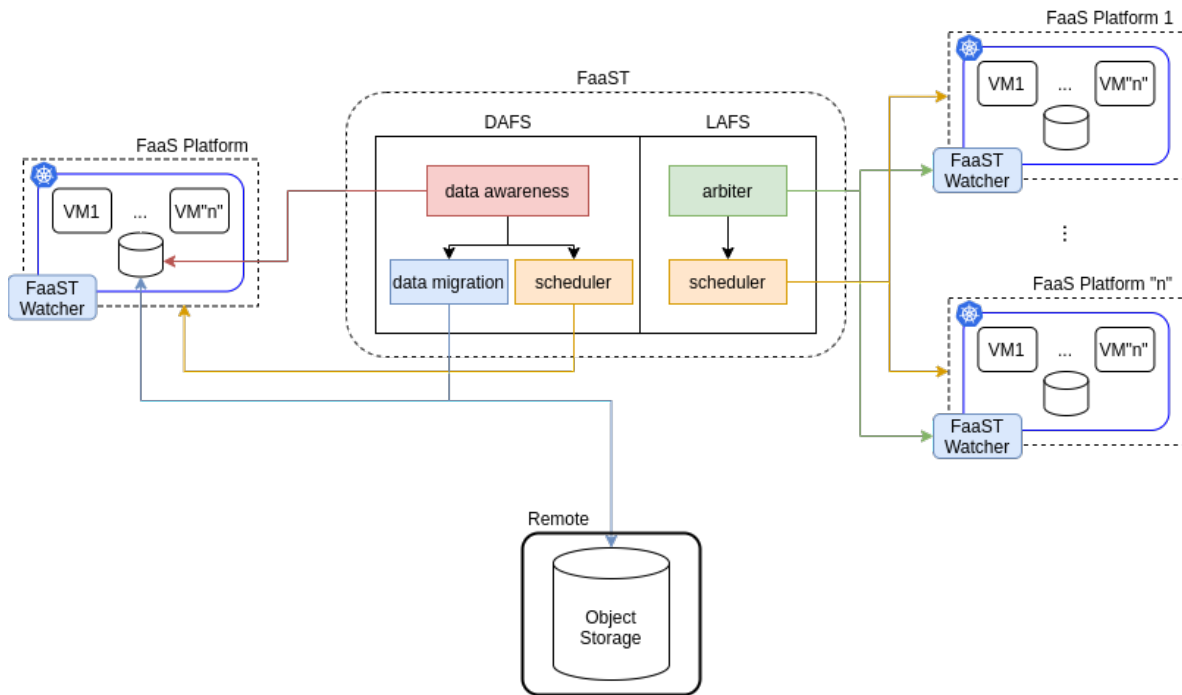 FaaS Platform 1
VM1
...
VM"n"
FaaST
Watcher
FaaST
DAFS
LAFS
data awareness
arbiter
data migration
scheduler
scheduler
FaaS Platform
VM1
...
VM"n"
FaaST
Watcher
...
FaaS Platform "n"
VM1
...
VM"n"
FaaST
Watcher
Remote
Object
Storage